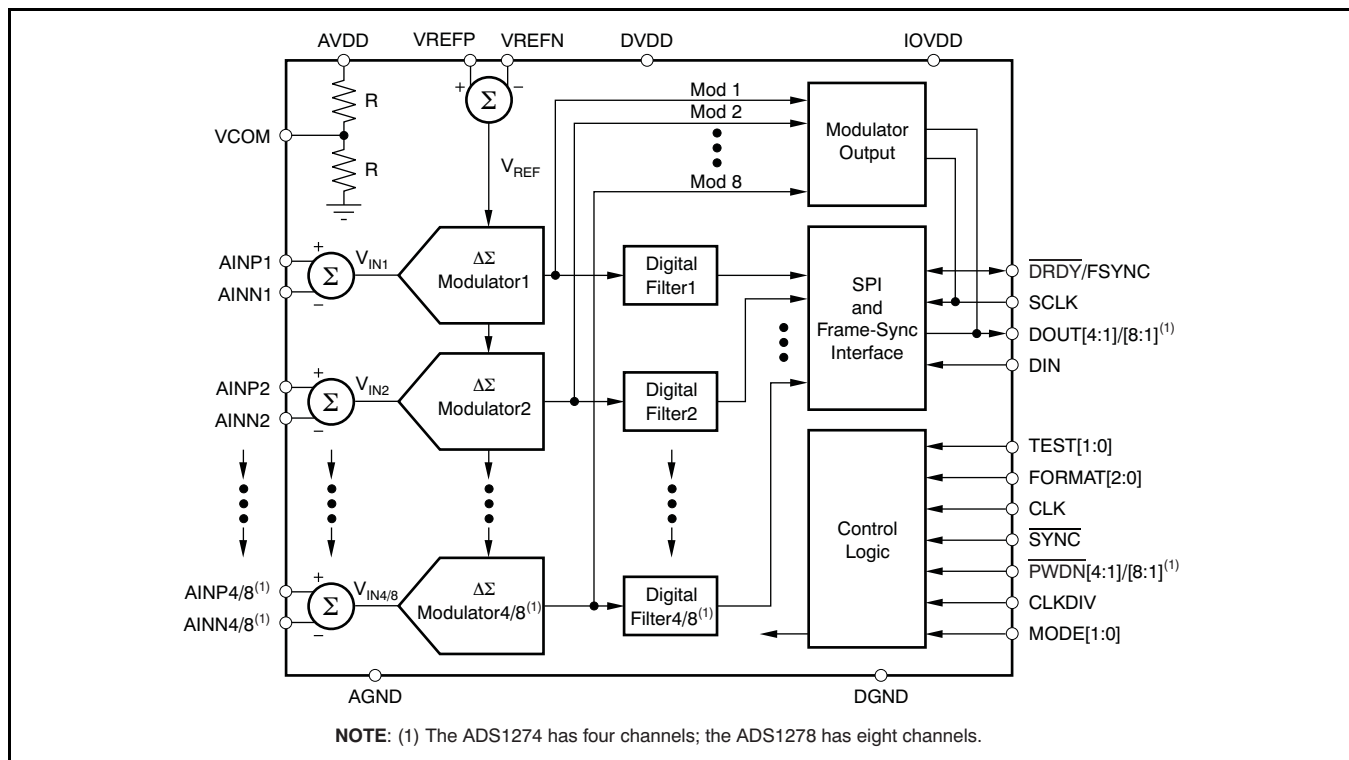 AVDD
VREFP
VREFN
DVDD
IOVDD
R
VCOM
R
+
Σ
−
VREF
Mod 1
Mod 2
Mod 8
Modulator
Output
AINP1
AINN1
+
Σ
−
VIN1
ΔΣ
Modulator1
Digital
Filter1
SPI
and
Frame-Sync
Interface
DRDY/FSYNC
SCLK
DOUT[4:1]/[8:1](1)
DIN
AINP2
AINN2
+
Σ
−
VIN2
ΔΣ
Modulator2
Digital
Filter2
AINP4/8(1)
AINN4/8(1)
+
Σ
−
VIN4/8
ΔΣ
Modulator4/8(1)
Digital
Filter4/8(1)
Control
Logic
TEST[1:0]
FORMAT[2:0]
CLK
SYNC
PWDN[4:1]/[8:1](1)
CLKDIV
MODE[1:0]
AGND
DGND
NOTE: (1) The ADS1274 has four channels; the ADS1278 has eight channels.